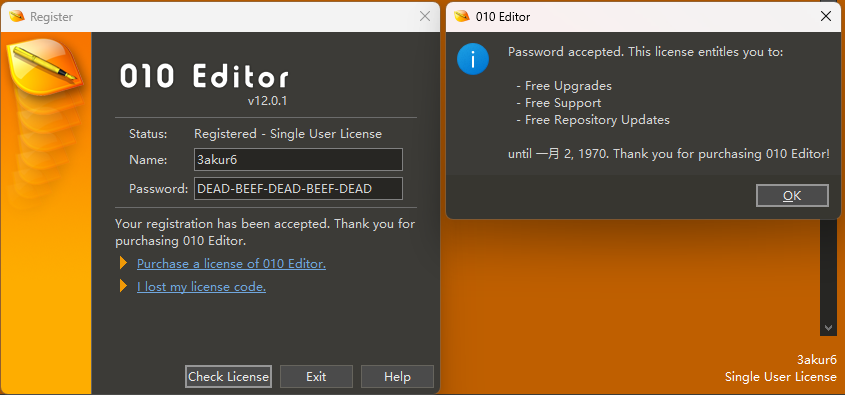 Register
010 Editor
v12.0.1
Status: Registered - Single User License
Name: 3akur6
Password: DEAD-BEEF-DEAD-BEEF-DEAD
Your registration has been accepted. Thank you for
purchasing 010 Editor.
Purchase a license of 010 Editor.
I lost my license code.
Check License Exit Help
010 Editor
Password accepted. This license entitles you to:
- Free Upgrades
- Free Support
- Free Repository Updates
until 一月 2, 1970. Thank you for purchasing 010 Editor!
OK
3akur6
Single User License